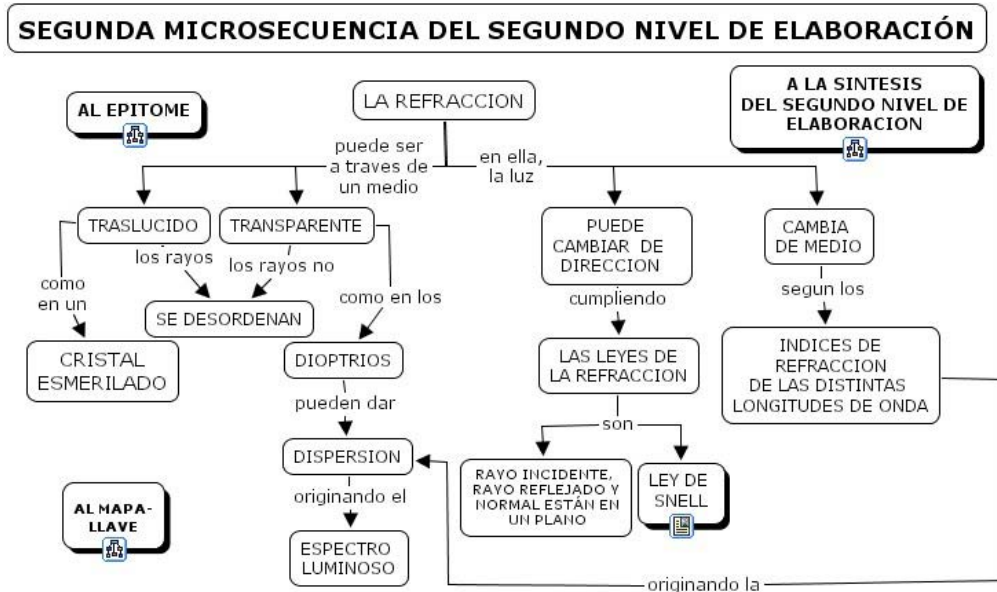 SEGUNDA MICROSECUENCIA DEL SEGUNDO NIVEL DE ELABORACIÓN
AL EPITOME
LA REFRACCION
A LA SINTESIS
DEL SEGUNDO NIVEL DE
ELABORACION
puede ser
a traves de
un medio
en ella,
la luz
TRASLUCIDO
TRANSPARENTE
PUEDE
CAMBIAR DE
DIRECCION
CAMBIA
DE MEDIO
los rayos
los rayos no
como
en un
como en los
cumpliendo
segun los
SE DESORDENAN
CRISTAL
ESMERILADO
DIOPTRIOS
LAS LEYES DE
LA REFRACCION
INDICES DE
REFRACCION
DE LAS DISTINTAS
LONGITUDES DE ONDA
pueden dar
son
DISPERSION
RAYO INCIDENTE,
RAYO REFLEJADO Y
NORMAL ESTÁN EN
UN PLANO
LEY DE
SNELL
originando el
AL MAPA-
LLAVE
ESPECTRO
LUMINOSO
originando la